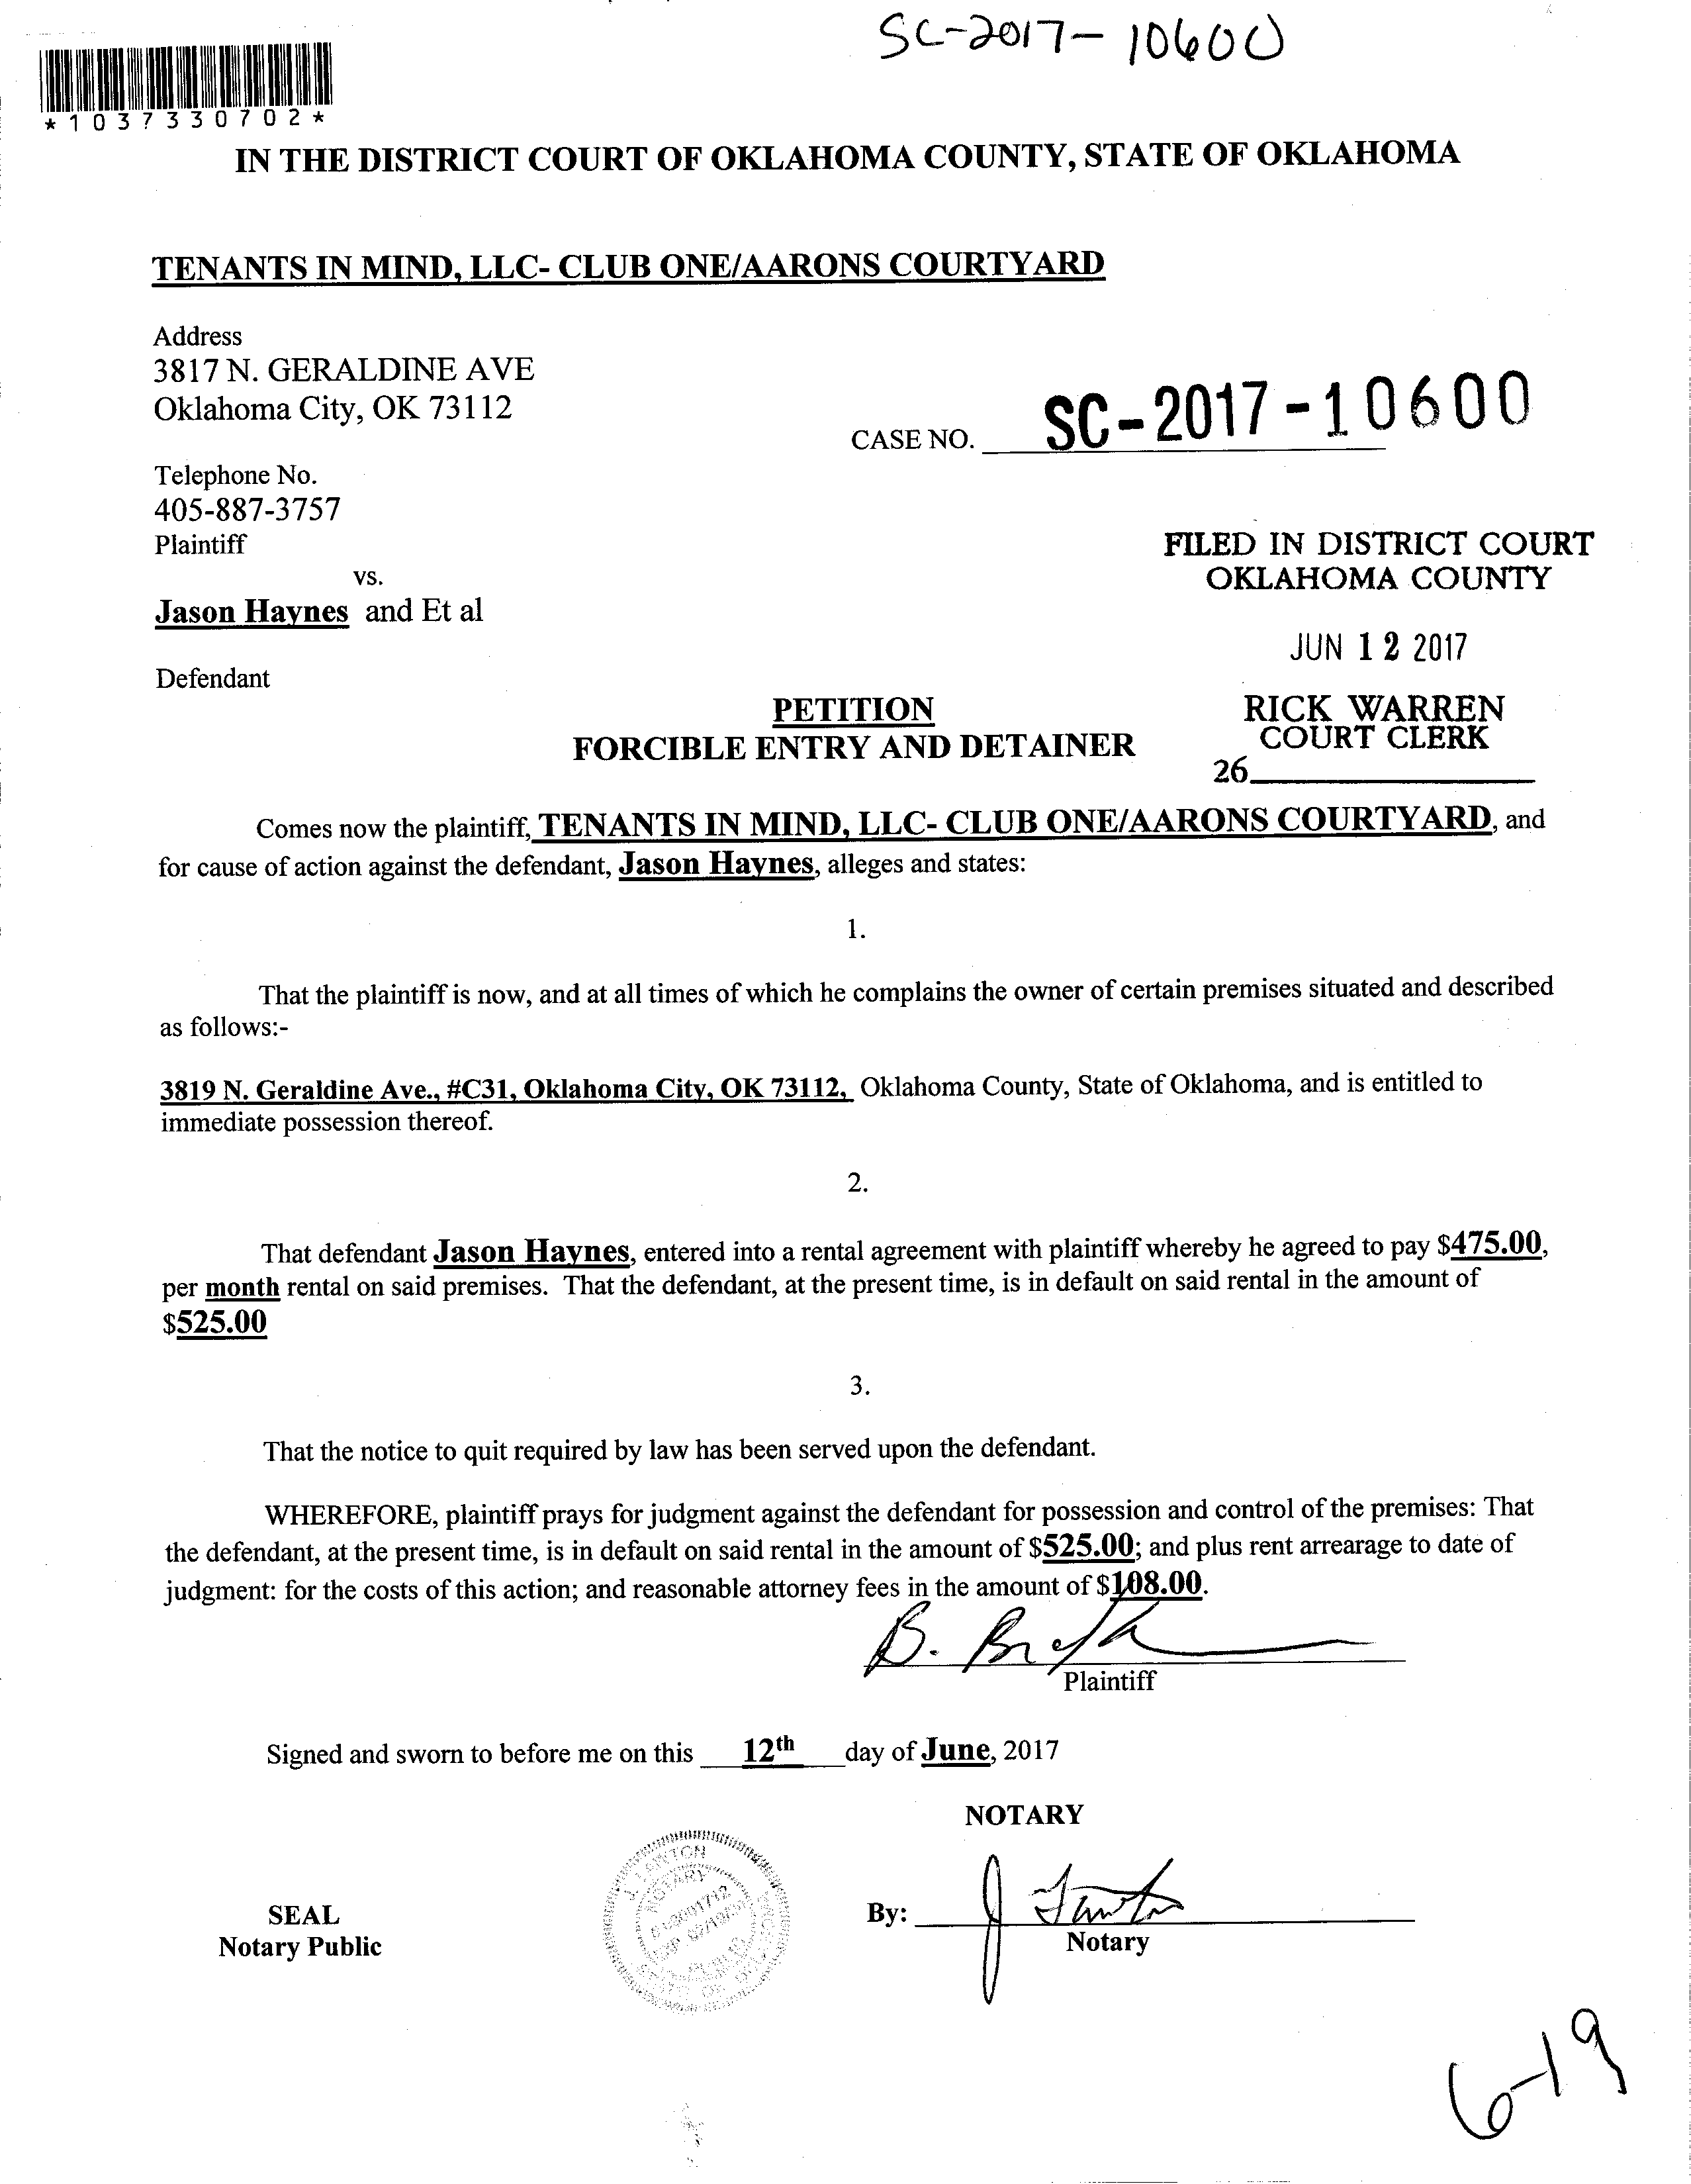 SC-2017-10600
*1037330702*
IN THE DISTRICT COURT OF OKLAHOMA COUNTY, STATE OF OKLAHOMA
TENANTS IN MIND, LLC- CLUB ONE/AARONS COURTYARD
Address
3817 N. GERALDINE AVE
Oklahoma City, OK 73112
CASE NO. SC-2017-10600
Telephone No.
405-887-3757
Plaintiff
vs.
Jason Haynes and Et al
Defendant
FILED IN DISTRICT COURT
OKLAHOMA COUNTY
JUN 12 2017
RICK WARREN
COURT CLERK
26
PETITION
FORCIBLE ENTRY AND DETAINER
Comes now the plaintiff, TENANTS IN MIND, LLC- CLUB ONE/AARONS COURTYARD, and
for cause of action against the defendant, Jason Haynes, alleges and states:
1.
That the plaintiff is now, and at all times of which he complains the owner of certain premises situated and described
as follows:-
3819 N. Geraldine Ave., #C31, Oklahoma City, OK 73112, Oklahoma County, State of Oklahoma, and is entitled to
immediate possession thereof.
2.
That defendant Jason Haynes, entered into a rental agreement with plaintiff whereby he agreed to pay $475.00,
per month rental on said premises. That the defendant, at the present time, is in default on said rental in the amount of
$525.00
3.
That the notice to quit required by law has been served upon the defendant.
WHEREFORE, plaintiff prays for judgment against the defendant for possession and control of the premises: That
the defendant, at the present time, is in default on said rental in the amount of $525.00; and plus rent arrearage to date of
judgment: for the costs of this action; and reasonable attorney fees in the amount of $108.00.
B.
Plaintiff
Signed and sworn to before me on this 12th day of June, 2017
NOTARY
J. LAWTON
NOTARY
PUBLIC
SEAL
Notary Public
By: J Lawton
Notary
6-19